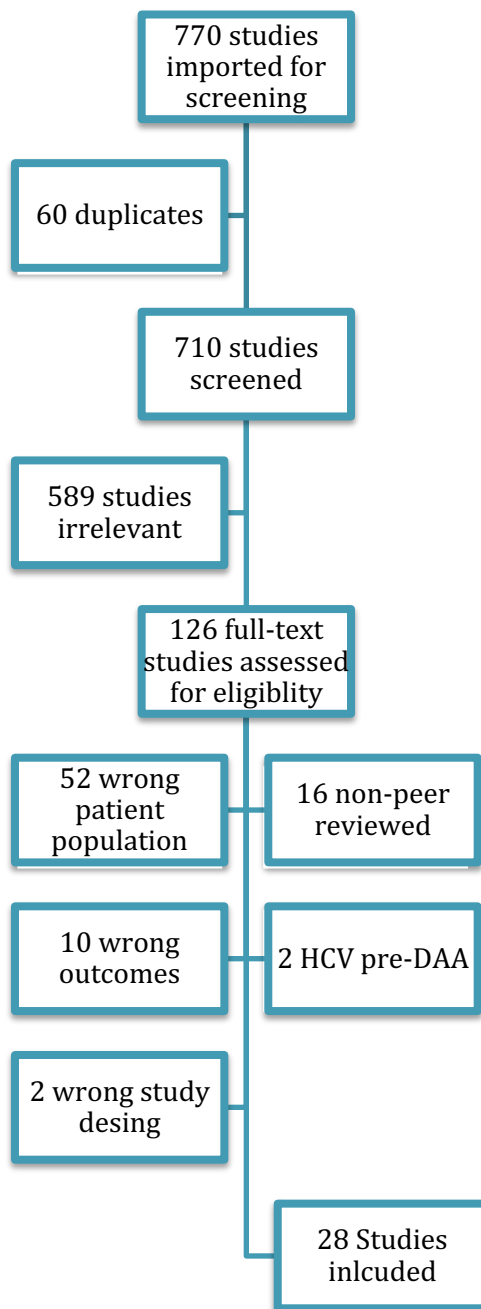 770 studies
imported for
screening
60 duplicates
710 studies
screened
589 studies
irrelevant
126 full-text
studies assessed
for eligiblity
52 wrong
patient
population
16 non-peer
reviewed
10 wrong
outcomes
2 HCV pre-DAA
2 wrong study
desing
28 Studies
inlcuded